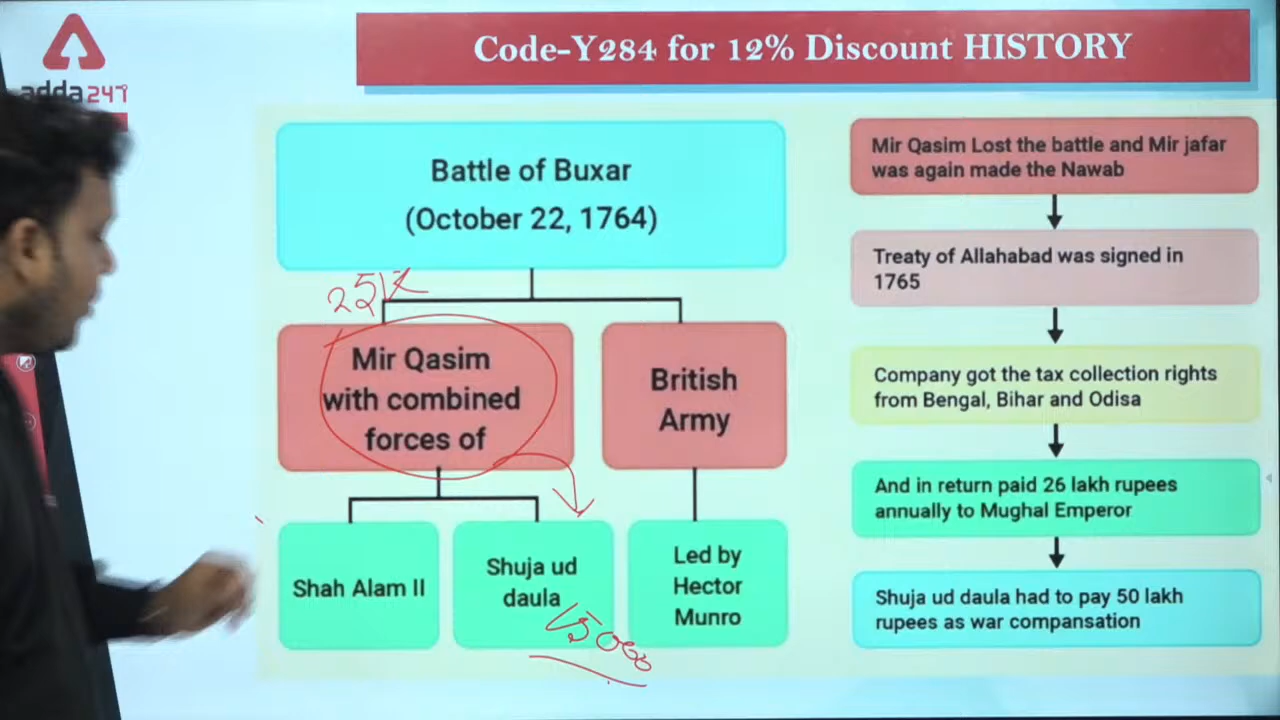 Code-Y284 for 12% Discount HISTORY
adda247
Battle of Buxar
(October 22, 1764)
25K
Mir Qasim
with combined
forces of
British
Army
Shah Alam II
Shuja ud
daula
15000
Led by
Hector
Munro
Mir Qasim Lost the battle and Mir jafar
was again made the Nawab
Treaty of Allahabad was signed in
1765
Company got the tax collection rights
from Bengal, Bihar and Odisa
And in return paid 26 lakh rupees
annually to Mughal Emperor
Shuja ud daula had to pay 50 lakh
rupees as war compansation